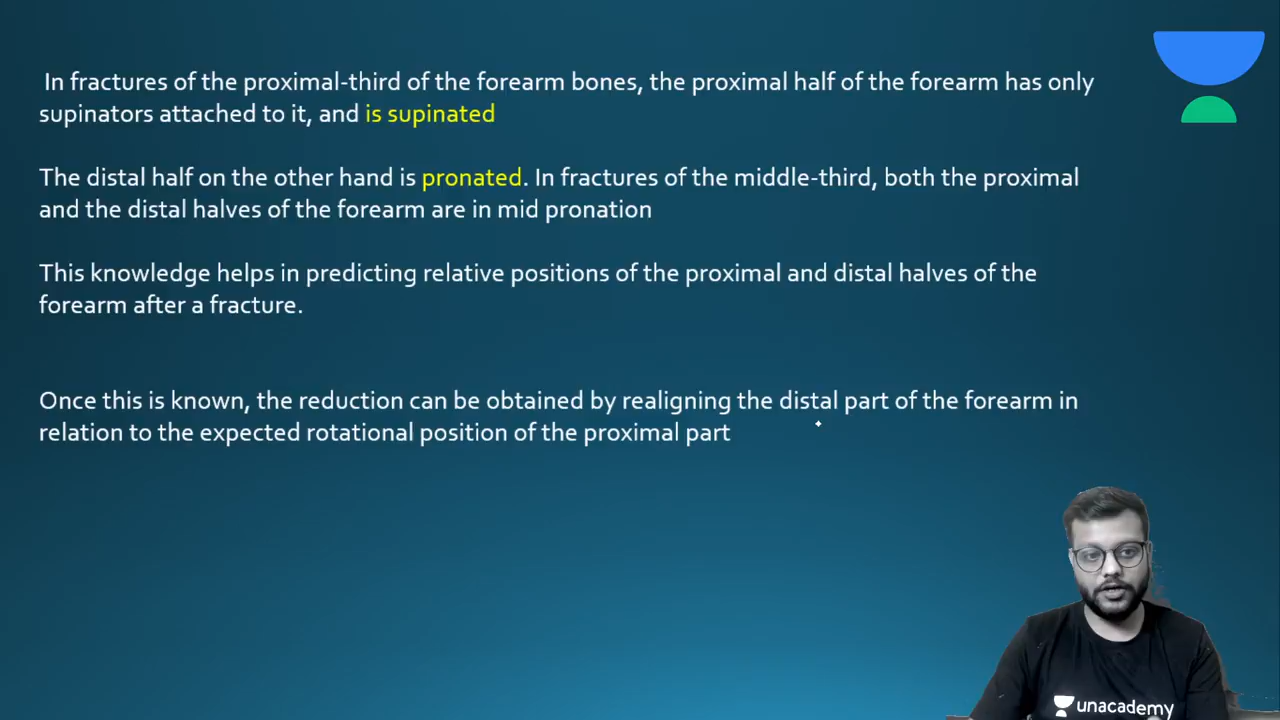 In fractures of the proximal-third of the forearm bones, the proximal half of the forearm has only
supinators attached to it, and is supinated
The distal half on the other hand is pronated. In fractures of the middle-third, both the proximal
and the distal halves of the forearm are in mid pronation
This knowledge helps in predicting relative positions of the proximal and distal halves of the
forearm after a fracture.
Once this is known, the reduction can be obtained by realigning the distal part of the forearm in
relation to the expected rotational position of the proximal part
unacademy